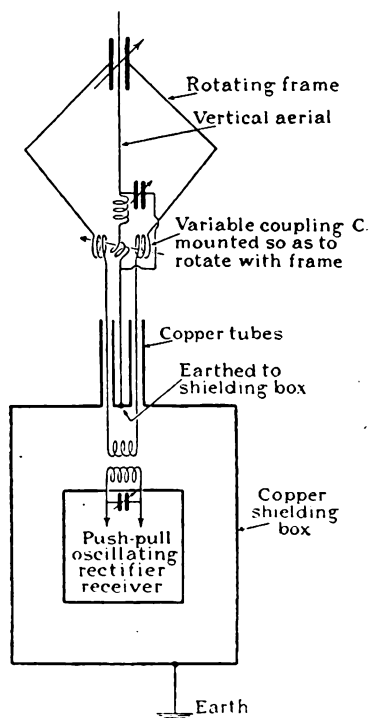 Rotating frame
Vertical aerial
Variable coupling C.
mounted so as to
rotate with frame
Copper tubes
Earthed to
shielding box
Copper
shielding
box
Push-pull
oscillating
rectifier
receiver
Earth